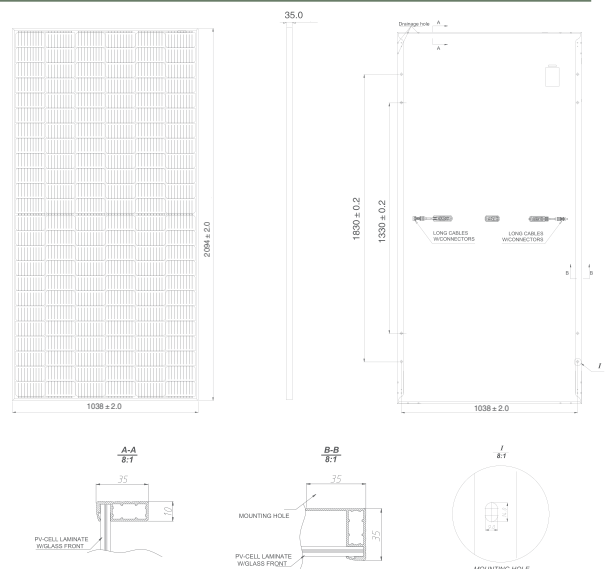 35.0
Drainage hole
A
A
2094 ± 2.0
1830 ± 0.2
1330 ± 0.2
LONG CABLES
W/CONNECTORS
LONG CABLES
W/CONNECTORS
B
B
I
1038 ± 2.0
1038 ± 2.0
A-A
8:1
B-B
8:1
I
8:1
35
10
PV-CELL LAMINATE
W/GLASS FRONT
35
MOUNTING HOLE
35
PV-CELL LAMINATE
W/GLASS FRONT
MOUNTING HOLE